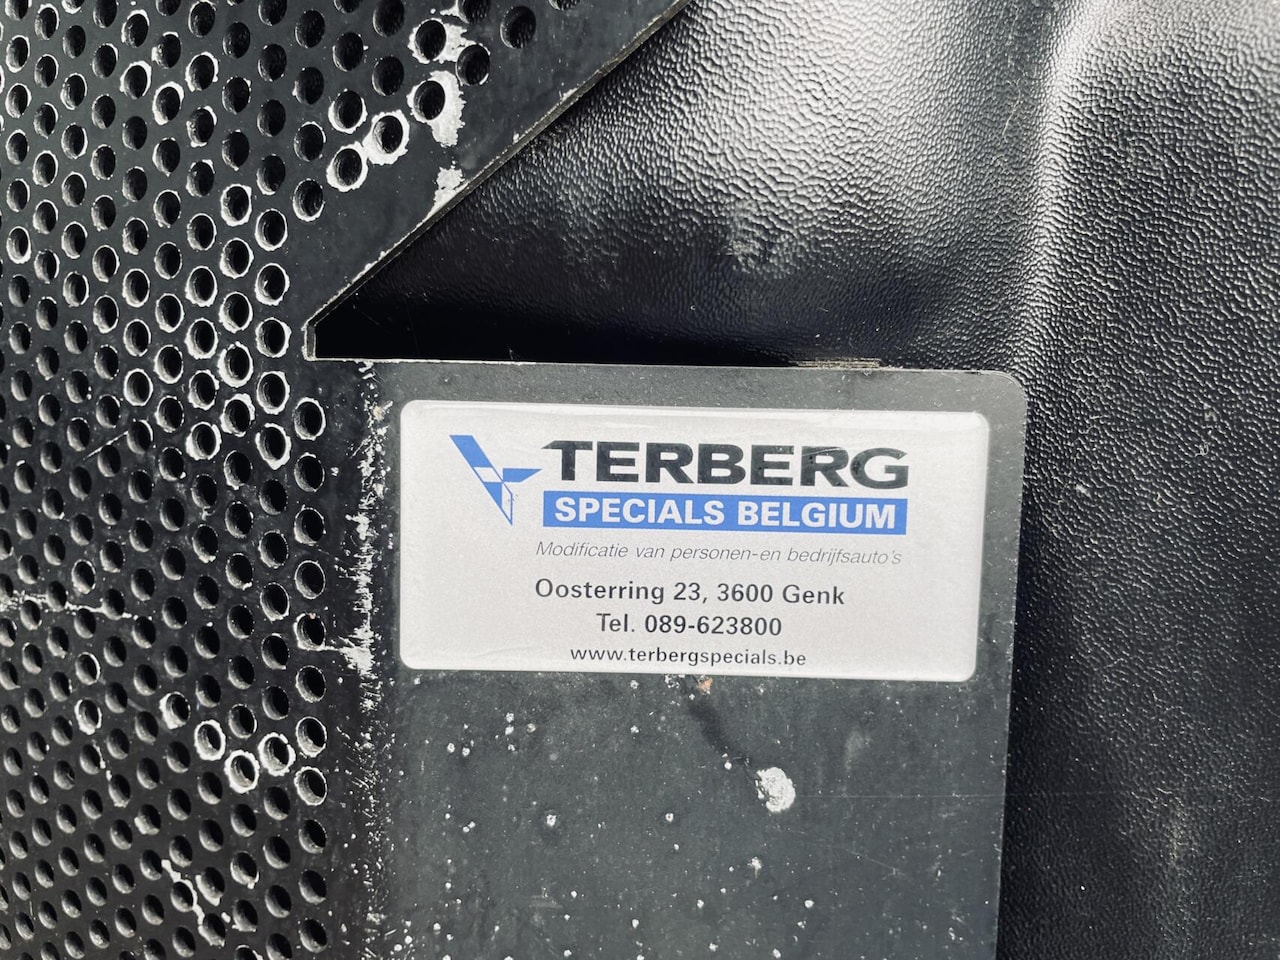 TERBERG
SPECIALS BELGIUM
Modificatie van personen-en bedrijfsauto's
Oosterring 23, 3600 Genk
Tel. 089-623800
www.terbergspecials.be